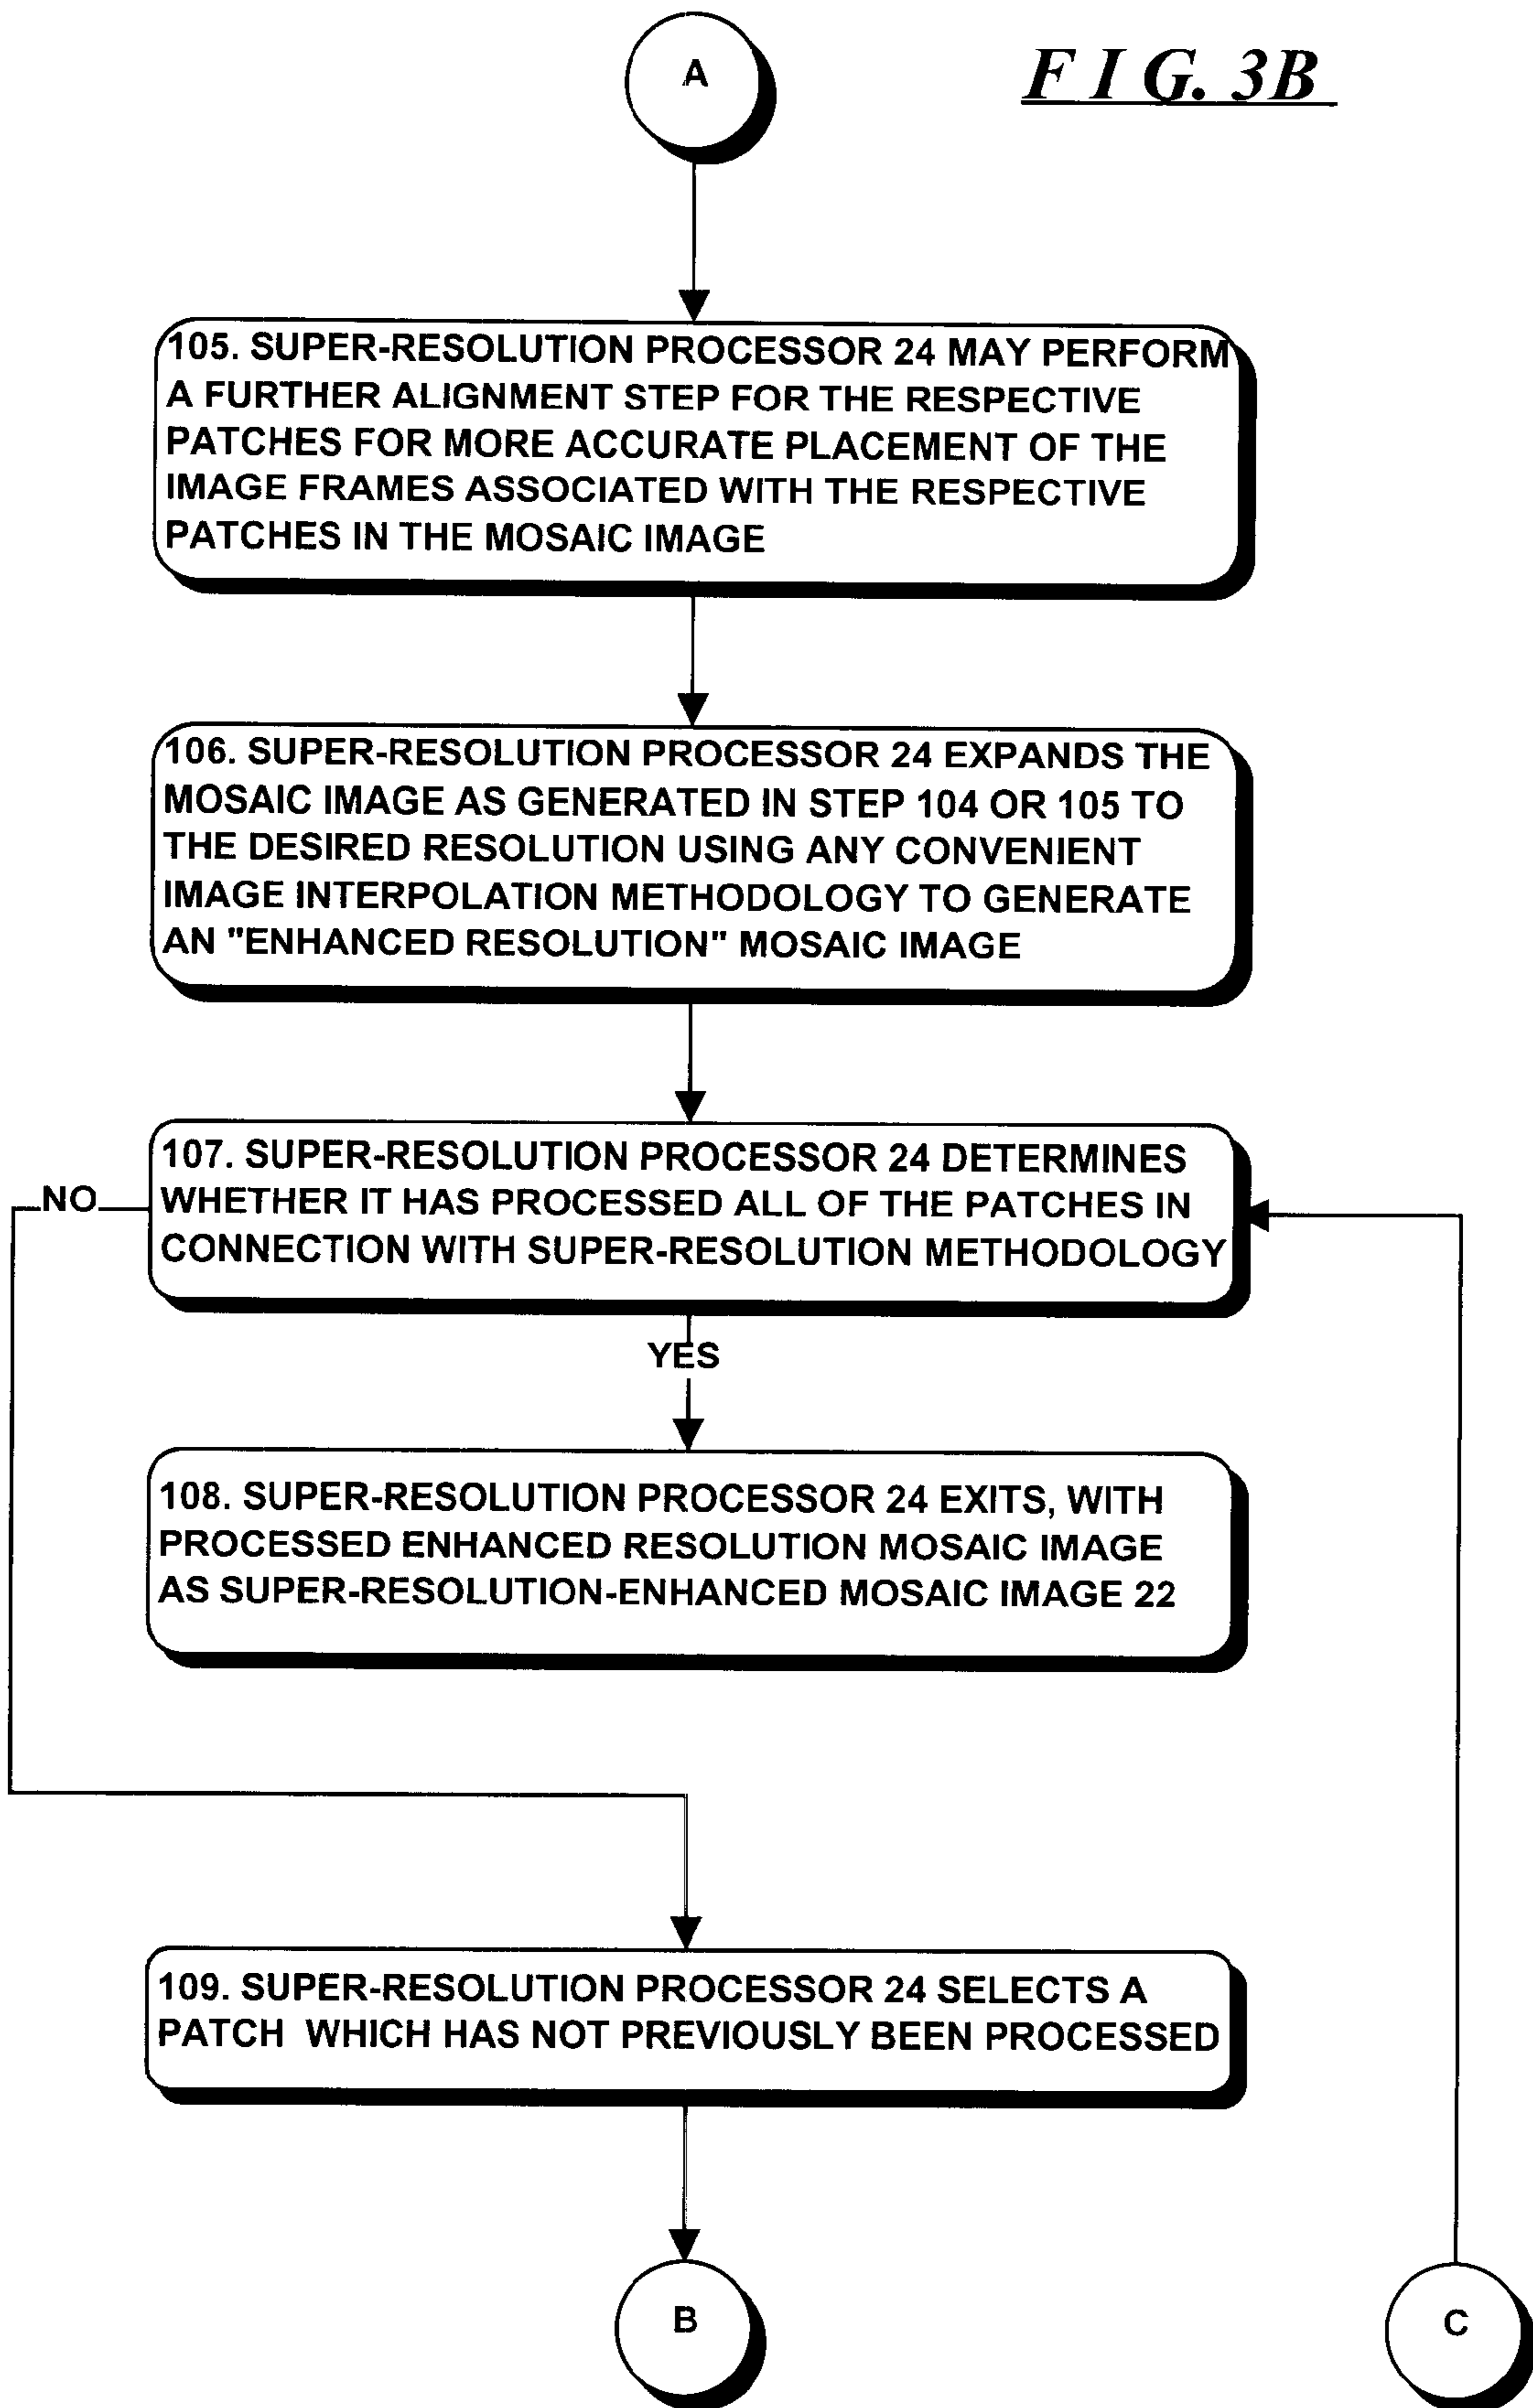 A
F I G. 3B
105. SUPER-RESOLUTION PROCESSOR 24 MAY PERFORM
A FURTHER ALIGNMENT STEP FOR THE RESPECTIVE
PATCHES FOR MORE ACCURATE PLACEMENT OF THE
IMAGE FRAMES ASSOCIATED WITH THE RESPECTIVE
PATCHES IN THE MOSAIC IMAGE
106. SUPER-RESOLUTION PROCESSOR 24 EXPANDS THE
MOSAIC IMAGE AS GENERATED IN STEP 104 OR 105 TO
THE DESIRED RESOLUTION USING ANY CONVENIENT
IMAGE INTERPOLATION METHODOLOGY TO GENERATE
AN "ENHANCED RESOLUTION" MOSAIC IMAGE
107. SUPER-RESOLUTION PROCESSOR 24 DETERMINES
WHETHER IT HAS PROCESSED ALL OF THE PATCHES IN
CONNECTION WITH SUPER-RESOLUTION METHODOLOGY
NO
YES
108. SUPER-RESOLUTION PROCESSOR 24 EXITS, WITH
PROCESSED ENHANCED RESOLUTION MOSAIC IMAGE
AS SUPER-RESOLUTION-ENHANCED MOSAIC IMAGE 22
109. SUPER-RESOLUTION PROCESSOR 24 SELECTS A
PATCH WHICH HAS NOT PREVIOUSLY BEEN PROCESSED
B
C